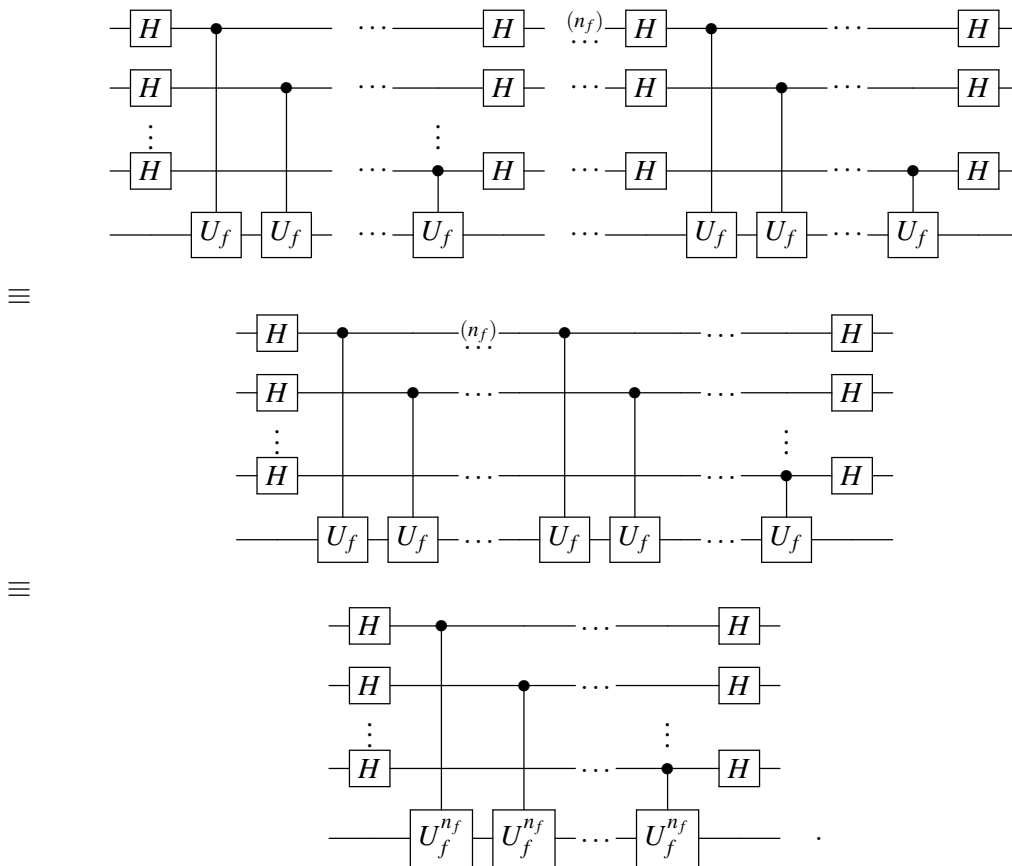 H ⋯ H (n_f) ⋯ H ⋯ H
H ⋯ H ⋯ H ⋯ H
⋮ ⋮
H ⋯ H ⋯ H ⋯ H
U_f U_f ⋯ U_f ⋯ U_f U_f ⋯ U_f
≡
H (n_f) ⋯ ⋯ H
H ⋯ ⋯ H
⋮ ⋮
H ⋯ ⋯ H
U_f U_f ⋯ U_f U_f ⋯ U_f
≡
H ⋯ H
H ⋯ H
⋮ ⋮
H ⋯ H
U_f^{n_f} U_f^{n_f} ⋯ U_f^{n_f} .